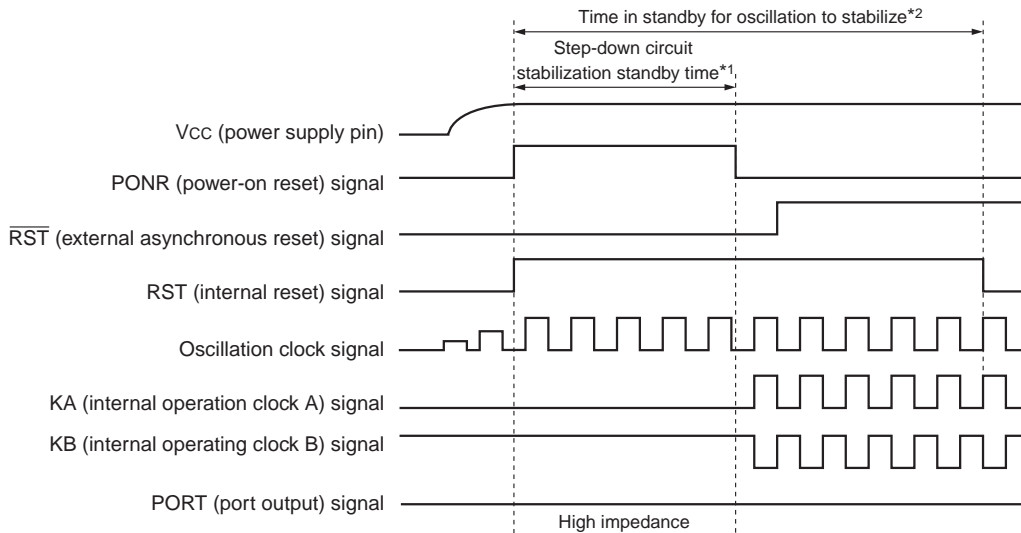 Time in standby for oscillation to stabilize*2
Step-down circuit
stabilization standby time*1
VCC (power supply pin)
PONR (power-on reset) signal
RST (external asynchronous reset) signal
RST (internal reset) signal
Oscillation clock signal
KA (internal operation clock A) signal
KB (internal operating clock B) signal
PORT (port output) signal
High impedance